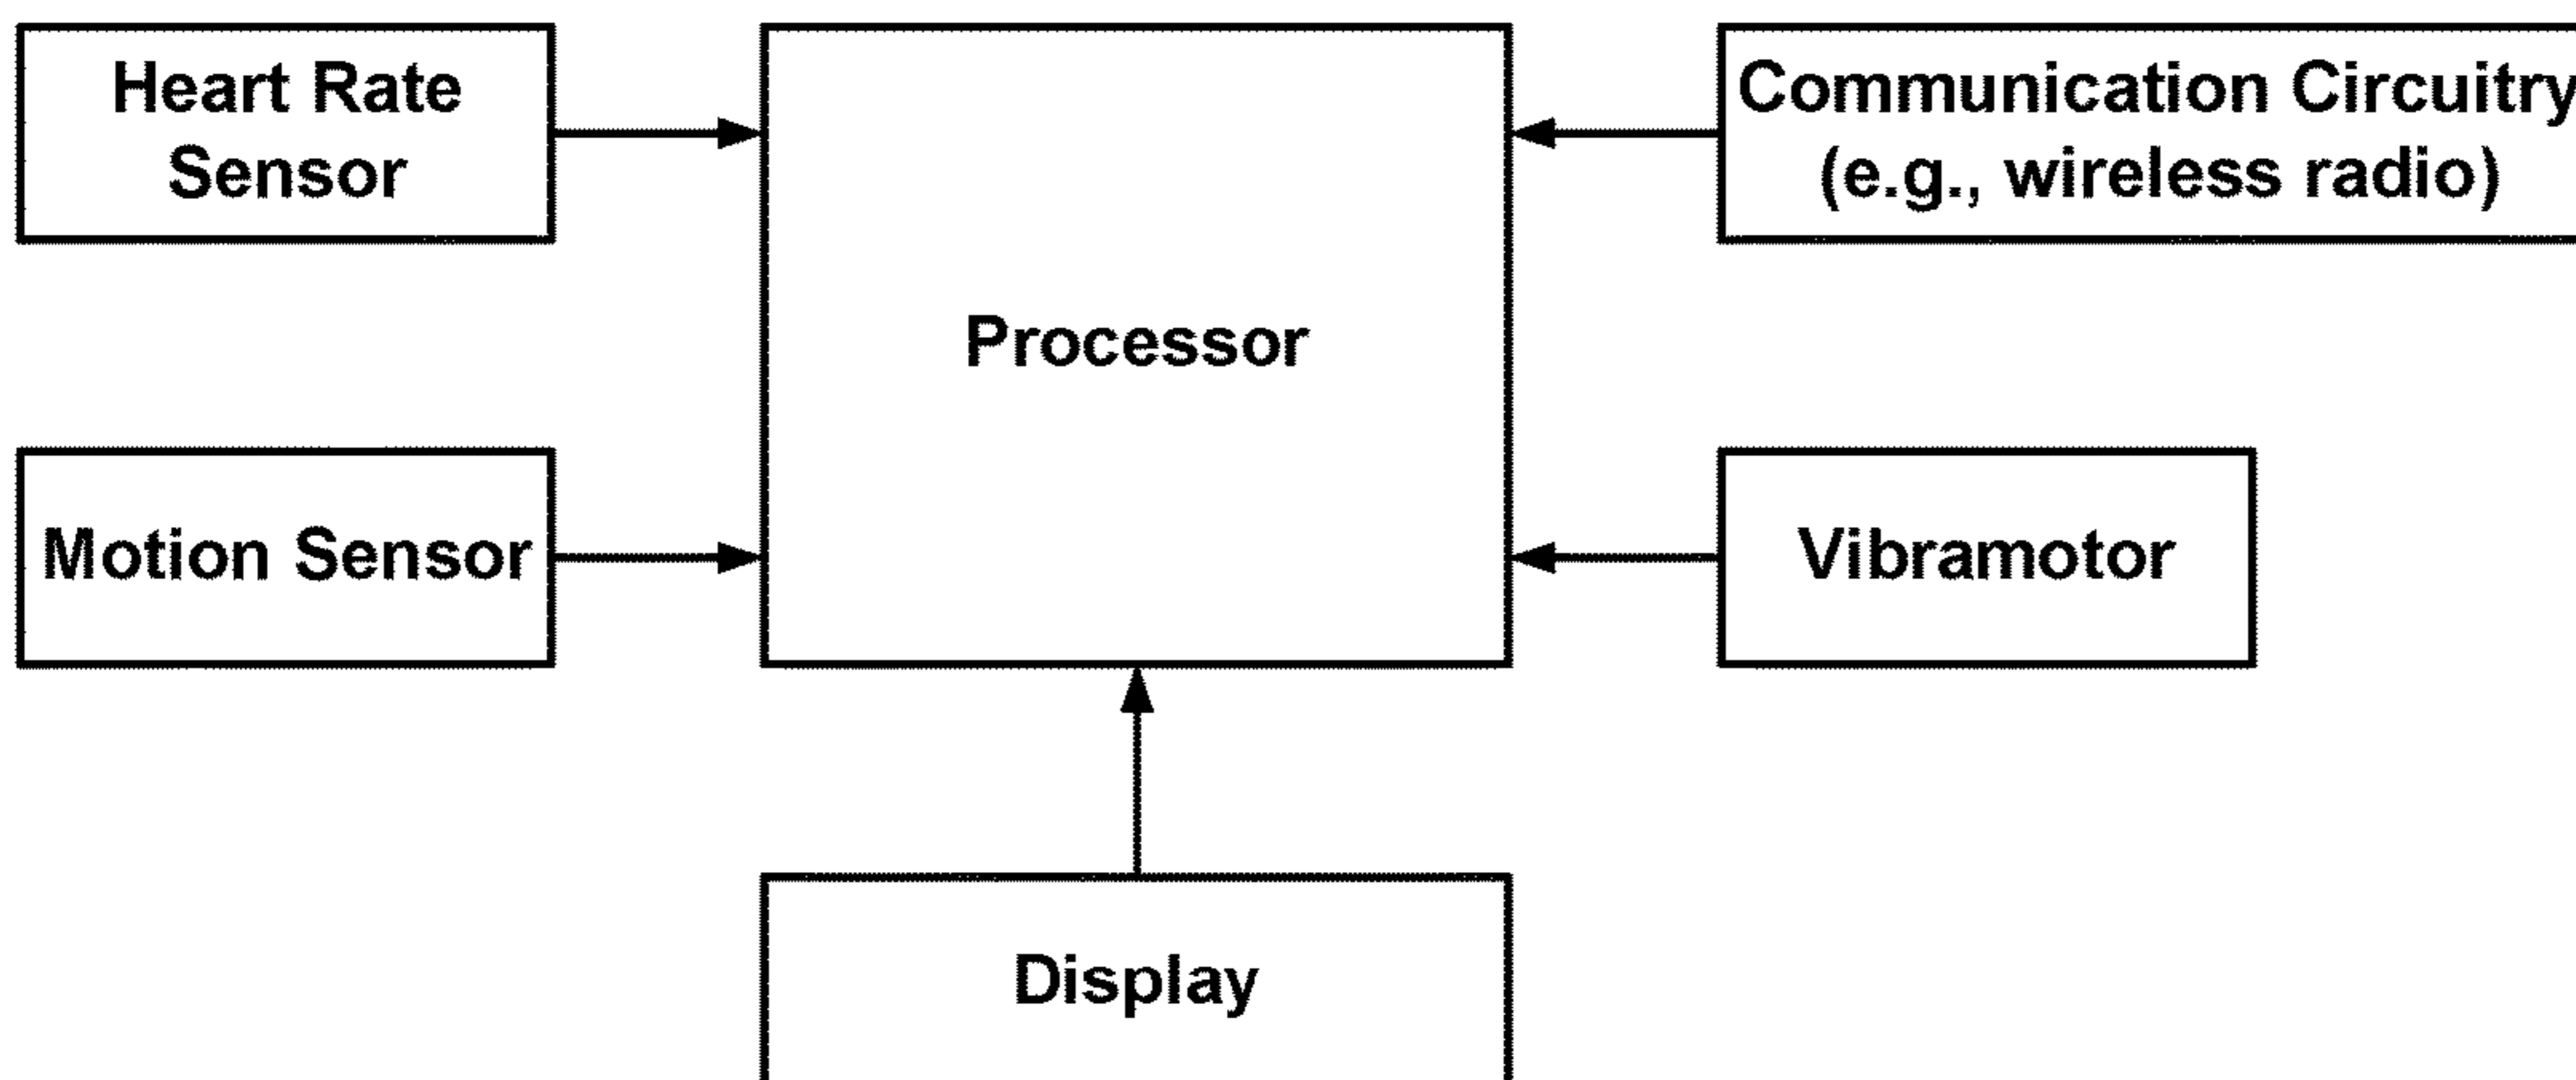 Heart Rate
Sensor
Processor
Communication Circuitry
(e.g., wireless radio)
Motion Sensor
Vibramotor
Display